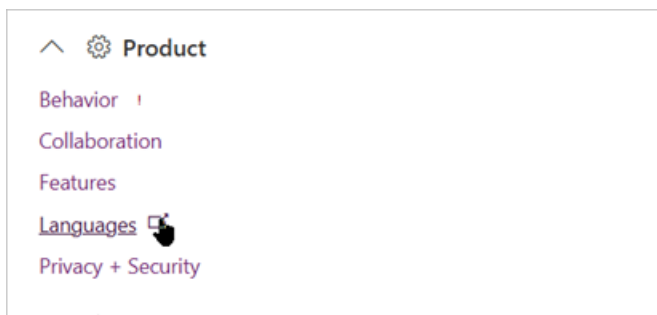 Product
Behavior !
Collaboration
Features
Languages
Privacy + Security